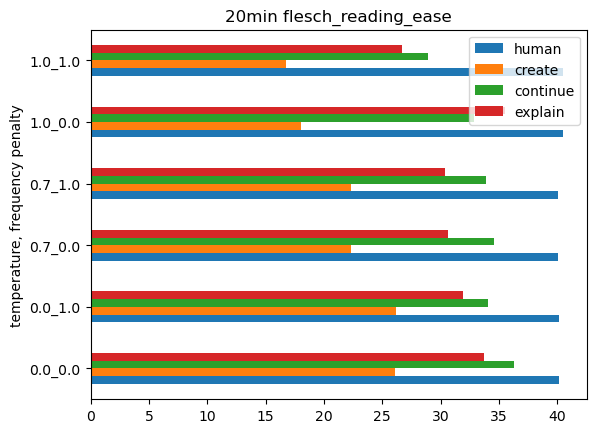 20min flesch_reading_ease
human
create
continue
explain
1.0_1.0
1.0_0.0
0.7_1.0
0.7_0.0
0.0_1.0
0.0_0.0
temperature, frequency penalty
0 5 10 15 20 25 30 35 40